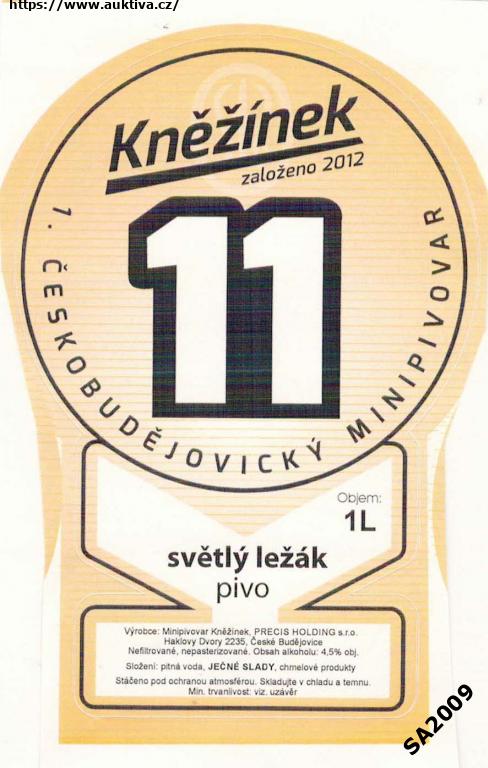 https://www.auktiva.cz/
Kněžínek
založeno 2012
11
1. ČESKOBUDĚJOVICKÝ MINIPIVOVAR
Objem:
1L
světlý ležák
pivo
Výrobce: Minipivovar Kněžínek, PRECIS HOLDING s.r.o.
Haklovy Dvory 2235, České Budějovice
Nefiltrované, nepasterizované. Obsah alkoholu: 4,5% obj.
Složení: pitná voda, JEČNÉ SLADY, chmelové produkty
Stáčeno pod ochranou atmosférou. Skladujte v chladu a temnu.
Min. trvanlivost: viz. uzávěr
SA2009